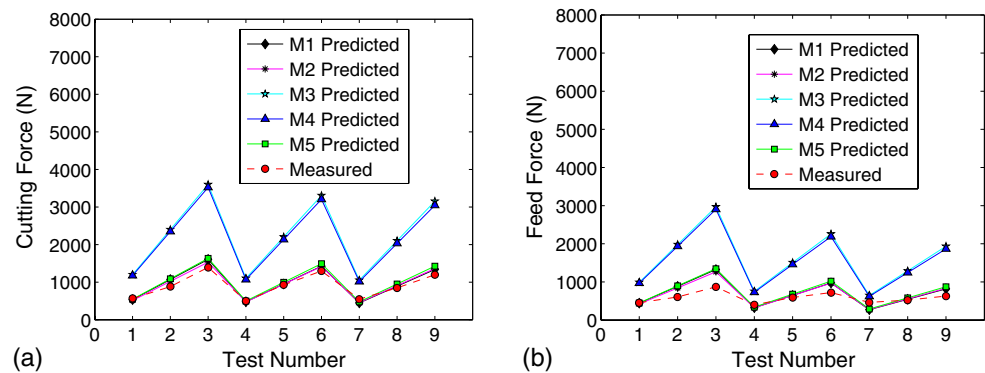 8000
7000
6000
5000
4000
3000
2000
1000
0
Cutting Force (N)
M1 Predicted
M2 Predicted
M3 Predicted
M4 Predicted
M5 Predicted
Measured
0 1 2 3 4 5 6 7 8 9
Test Number
(a)
8000
7000
6000
5000
4000
3000
2000
1000
0
Feed Force (N)
M1 Predicted
M2 Predicted
M3 Predicted
M4 Predicted
M5 Predicted
Measured
0 1 2 3 4 5 6 7 8 9
Test Number
(b)